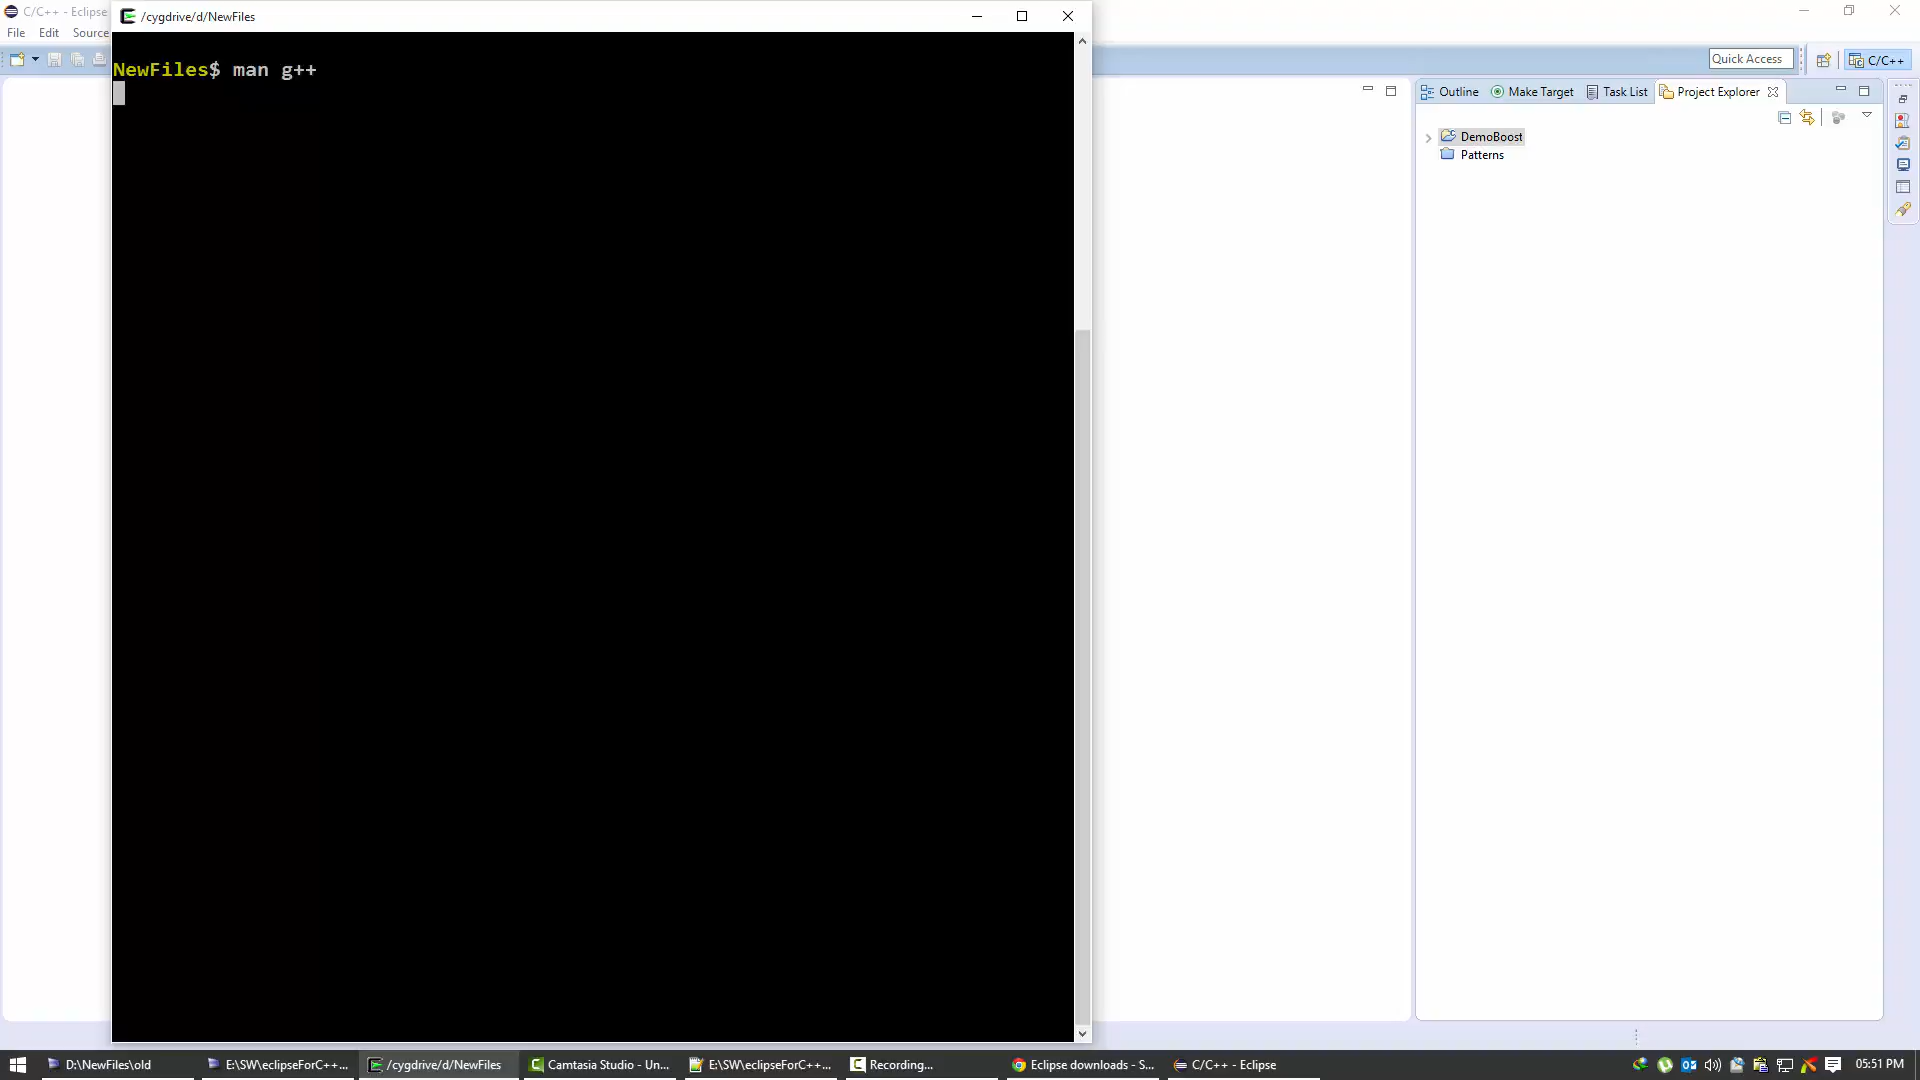 C/C++ - Eclipse
/cygdrive/d/NewFiles
File Edit Source
NewFiles$ man g++
Quick Access
C/C++
Outline Make Target Task List Project Explorer
DemoBoost
Patterns
D:\NewFiles\old
E:\SW\eclipseForC++...
/cygdrive/d/NewFiles
Camtasia Studio - Un...
E:\SW\eclipseForC++...
Recording...
Eclipse downloads - S...
C/C++ - Eclipse
05:51 PM